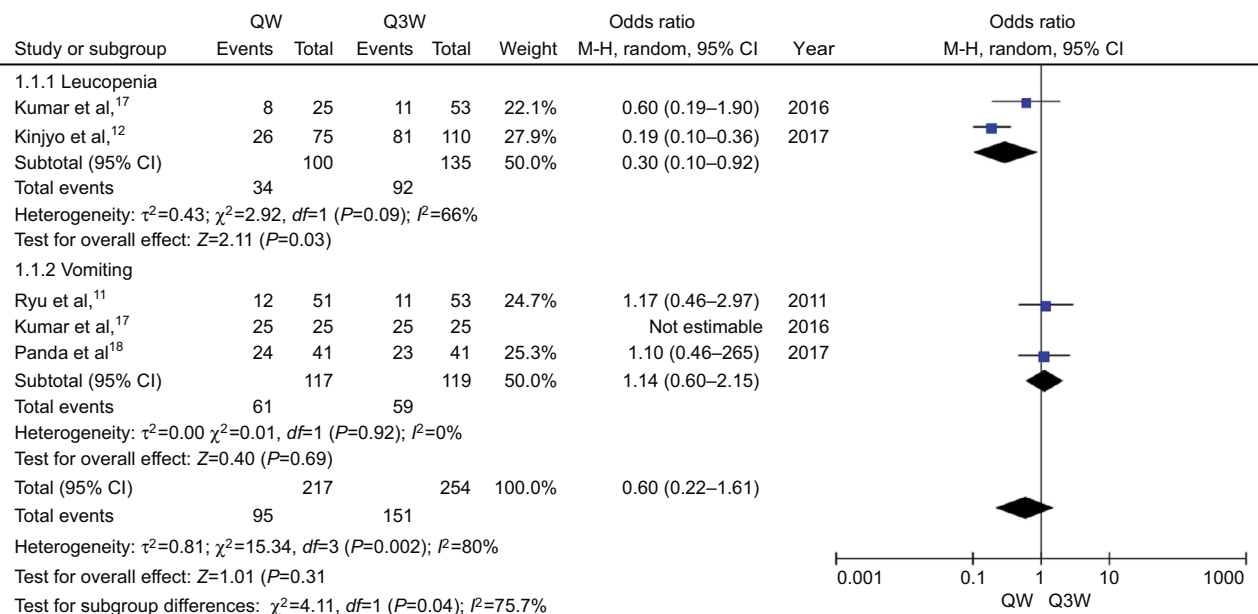 QW Q3W Odds ratio Odds ratio
Study or subgroup Events Total Events Total Weight M-H, random, 95% CI Year M-H, random, 95% CI
1.1.1 Leucopenia
Kumar et al,17 8 25 11 53 22.1% 0.60 (0.19–1.90) 2016
Kinjyo et al,12 26 75 81 110 27.9% 0.19 (0.10–0.36) 2017
Subtotal (95% CI) 100 135 50.0% 0.30 (0.10–0.92)
Total events 34 92
Heterogeneity: τ2=0.43; χ2=2.92, df=1 (P=0.09); I2=66%
Test for overall effect: Z=2.11 (P=0.03)
1.1.2 Vomiting
Ryu et al,11 12 51 11 53 24.7% 1.17 (0.46–2.97) 2011
Kumar et al,17 25 25 25 25 Not estimable 2016
Panda et al18 24 41 23 41 25.3% 1.10 (0.46–265) 2017
Subtotal (95% CI) 117 119 50.0% 1.14 (0.60–2.15)
Total events 61 59
Heterogeneity: τ2=0.00 χ2=0.01, df=1 (P=0.92); I2=0%
Test for overall effect: Z=0.40 (P=0.69)
Total (95% CI) 217 254 100.0% 0.60 (0.22–1.61)
Total events 95 151
Heterogeneity: τ2=0.81; χ2=15.34, df=3 (P=0.002); I2=80%
Test for overall effect: Z=1.01 (P=0.31
Test for subgroup differences: χ2=4.11, df=1 (P=0.04); I2=75.7%
0.001 0.1 1 10 1000
QW Q3W